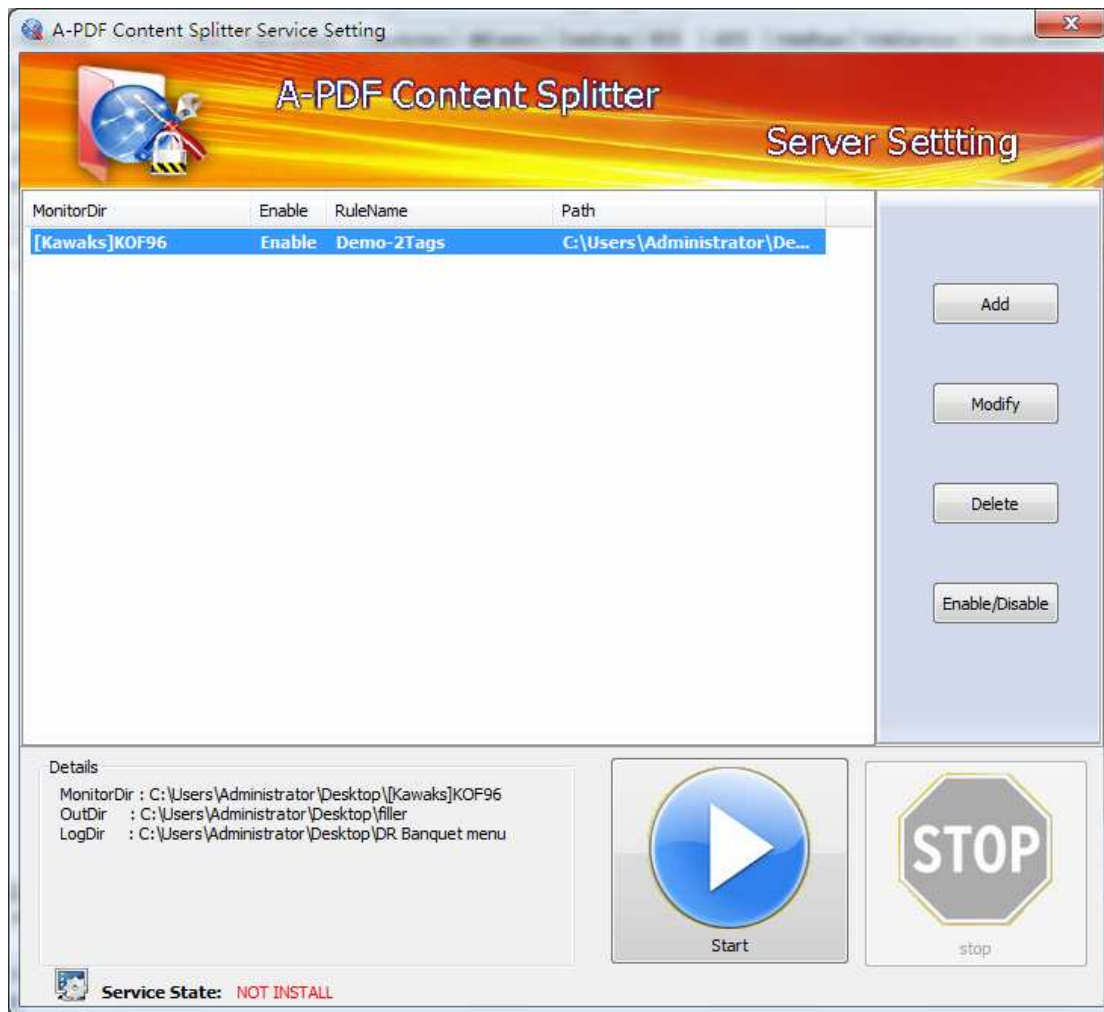 A-PDF Content Splitter Service Setting
A-PDF Content Splitter
Server Settting
MonitorDir Enable RuleName Path
[Kawaks]KOF96 Enable Demo-2Tags C:\Users\Administrator\De...
Add
Modify
Delete
Enable/Disable
Details
MonitorDir : C:\Users\Administrator\Desktop\[Kawaks]KOF96
OutDir : C:\Users\Administrator\Desktop\filler
LogDir : C:\Users\Administrator\Desktop\DR Banquet menu
Start
STOP
stop
Service State: NOT INSTALL